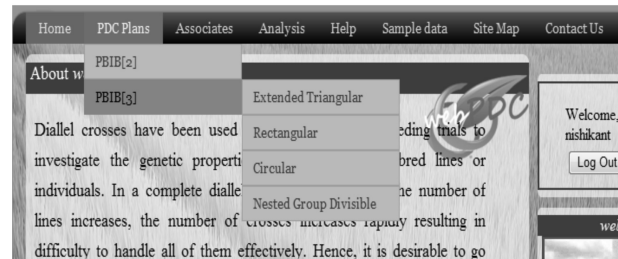 Home PDC Plans Associates Analysis Help Sample data Site Map Contact Us
PBIB[2]
PBIB[3]
Extended Triangular
Rectangular
Circular
Nested Group Divisible
About w
webPDC
Diallel crosses have been used eding trials to
investigate the genetic properti bred lines or
individuals. In a complete dialle he number of
lines increases, the number of crosses increases rapidly resulting in
difficulty to handle all of them effectively. Hence, it is desirable to go
Welcome,
nishikant
Log Out
we